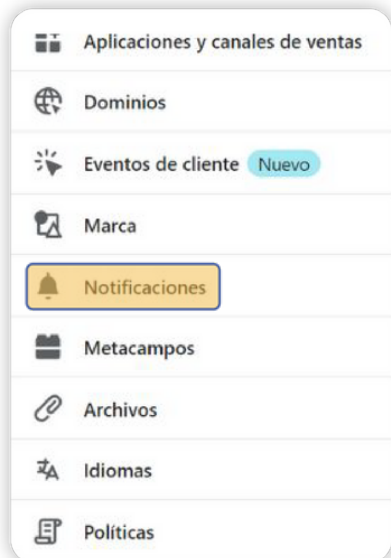 Aplicaciones y canales de ventas
Dominios
Eventos de cliente Nuevo
Marca
Notificaciones
Metacampos
Archivos
Idiomas
Políticas